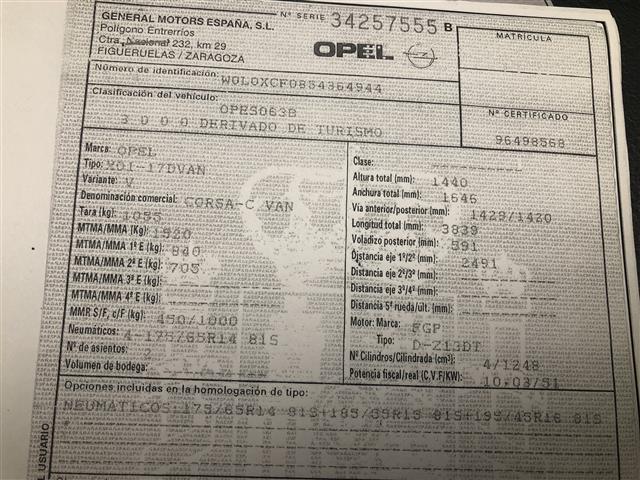 GENERAL MOTORS ESPAÑA, S.L.
Polígono Entrerríos
Ctra. Nacional 232, km 29
FIGUERUELAS / ZARAGOZA
Nº SERIE 34257555 B
OPEL
MATRÍCULA
Número de identificación: W0L0XCF0854364944
Clasificación del vehículo: OPES063B
3000 DERIVADO DE TURISMO
Nº CERTIFICADO
96498568
Marca: OPEL
Tipo: X01-17DVAN
Variante: V
Denominación comercial: CORSA-C VAN
Tara (kg): 1055
MTMA/MMA (Kg): 1520
MTMA/MMA 1º E (kg): 840
MTMA/MMA 2º E (kg): 705
MTMA/MMA 3º E (kg):
MTMA/MMA 4º E (kg):
MMR S/F, c/F (kg): 450/1000
Neumáticos: 4-175/65R14 81S
Nº de asientos: 2
Volumen de bodega:
Clase:
Altura total (mm): 1440
Anchura total (mm): 1646
Vía anterior/posterior (mm): 1429/1420
Longitud total (mm): 3839
Voladizo posterior (mm): 591
Distancia eje 1º/2º (mm): 2491
Distancia eje 2º/3º (mm):
Distancia eje 3º/4º (mm):
Distancia 5ª rueda/últ. (mm):
Motor: Marca: FGP
Tipo: D-Z13DT
Nº Cilindros/Cilindrada (cm³): 4/1248
Potencia fiscal/real (C.V.F/KW): 10.03/51
Opciones incluidas en la homologación de tipo:
NEUMATICOS:175/65R14 81S+185/55R15 81S+195/45R16 81S
USUARIO